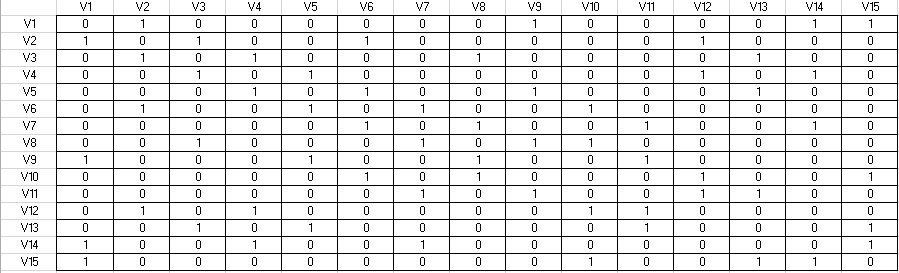 V1 V2 V3 V4 V5 V6 V7 V8 V9 V10 V11 V12 V13 V14 V15
V1 0 1 0 0 0 0 0 0 1 0 0 0 0 1 1
V2 1 0 1 0 0 1 0 0 0 0 0 1 0 0 0
V3 0 1 0 1 0 0 0 1 0 0 0 0 1 0 0
V4 0 0 1 0 1 0 0 0 0 0 0 1 0 1 0
V5 0 0 0 1 0 1 0 0 1 0 0 0 1 0 0
V6 0 1 0 0 1 0 1 0 0 1 0 0 0 0 0
V7 0 0 0 0 0 1 0 1 0 0 1 0 0 1 0
V8 0 0 1 0 0 0 1 0 1 1 0 0 0 0 0
V9 1 0 0 0 1 0 0 1 0 0 1 0 0 0 0
V10 0 0 0 0 0 1 0 1 0 0 0 1 0 0 1
V11 0 0 0 0 0 0 1 0 1 0 0 1 1 0 0
V12 0 1 0 1 0 0 0 0 0 1 1 0 0 0 0
V13 0 0 1 0 1 0 0 0 0 0 1 0 0 0 1
V14 1 0 0 1 0 0 1 0 0 0 0 0 0 0 1
V15 1 0 0 0 0 0 0 0 0 1 0 0 1 1 0